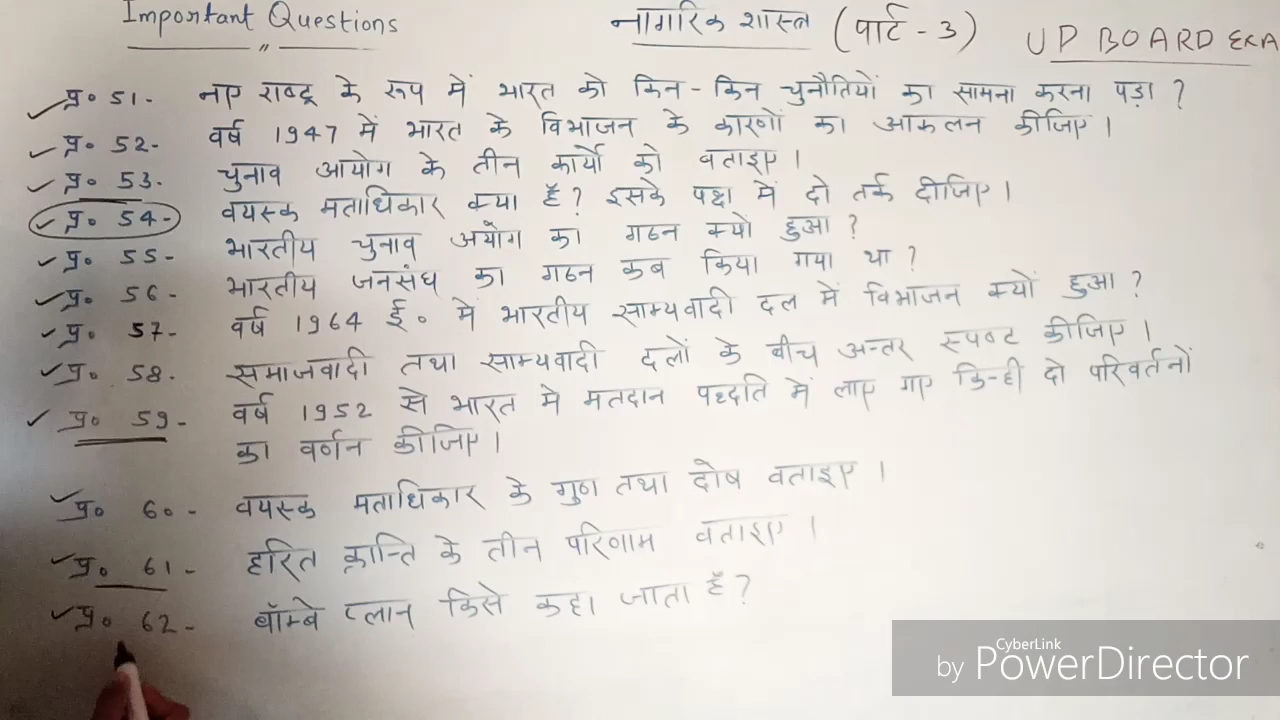 Important Questions
नागरिक शास्त्र (पार्ट - 3)
UP BOARD EXA
प्र० 51- नए राष्ट्र के रूप में भारत को किन-किन चुनौतियों का सामना करना पड़ा ?
प्र० 52- वर्ष 1947 में भारत के विभाजन के कारणों का आकलन कीजिए।
प्र० 53. चुनाव आयोग के तीन कार्यों को बताइए।
प्र० 54- वयस्क मताधिकार क्या है? इसके पक्ष में दो तर्क दीजिए।
प्र० 55- भारतीय चुनाव अयोग का गठन क्यों हुआ ?
प्र० 56- भारतीय जनसंघ का गठन कब किया गया था ?
प्र० 57- वर्ष 1964 ई० में भारतीय साम्यवादी दल में विभाजन क्यों हुआ ?
प्र० 58. समाजवादी तथा साम्यवादी दलों के बीच अन्तर स्पष्ट कीजिए।
प्र० 59- वर्ष 1952 से भारत मे मतदान पद्दति में लाए गए किन्ही दो परिवर्तनों
का वर्णन कीजिए।
प्र० 60- वयस्क मताधिकार के गुण तथा दोष बताइए।
प्र० 61- हरित क्रान्ति के तीन परिणाम बताइए।
प्र० 62- बॉम्बे प्लान किसे कहा जाता है?
CyberLink
by PowerDirector